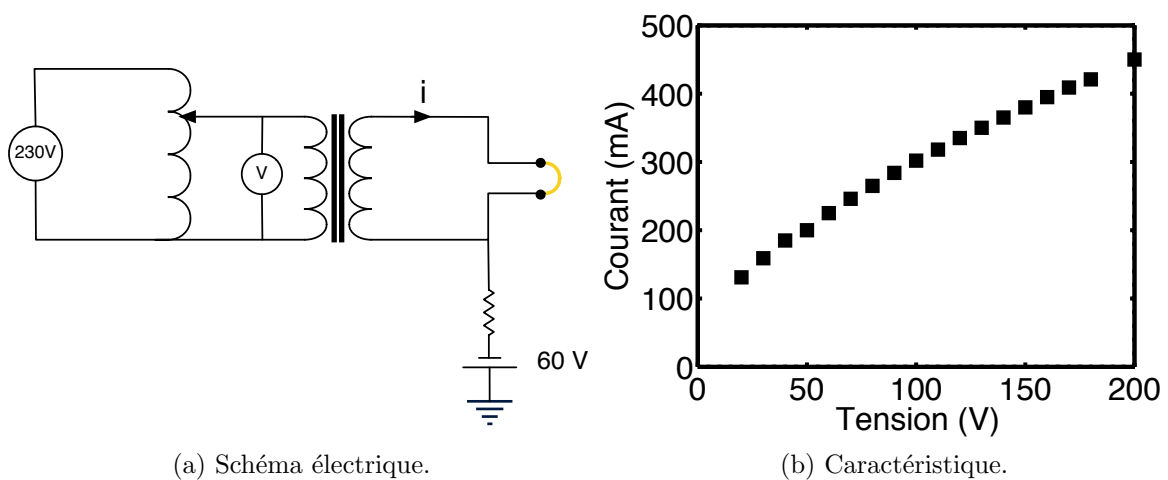 230V
V
i
60 V
(a) Schéma électrique.
Courant (mA)
500
400
300
200
100
0
0 50 100 150 200
Tension (V)
(b) Caractéristique.